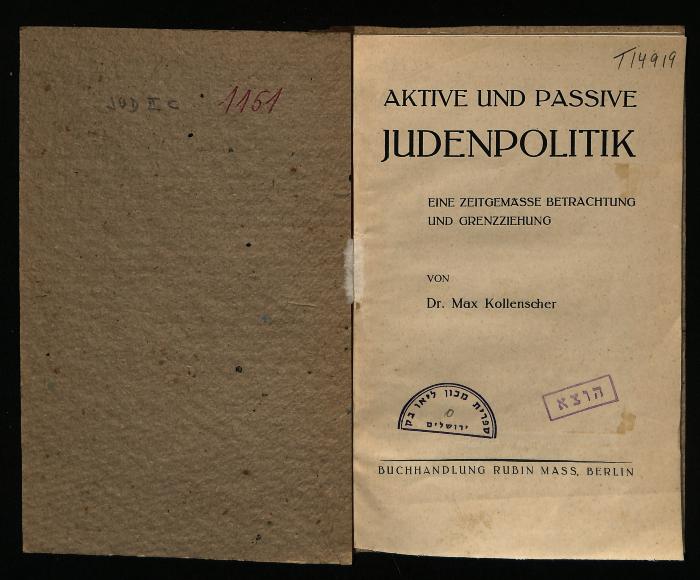 JUD II C 1151
T14919
AKTIVE UND PASSIVE
JUDENPOLITIK
EINE ZEITGEMÄSSE BETRACHTUNG
UND GRENZZIEHUNG
VON
Dr. Max Kollenscher
ספרית מכון ליאו בק
ירושלים
הוצא
BUCHHANDLUNG RUBIN MASS, BERLIN